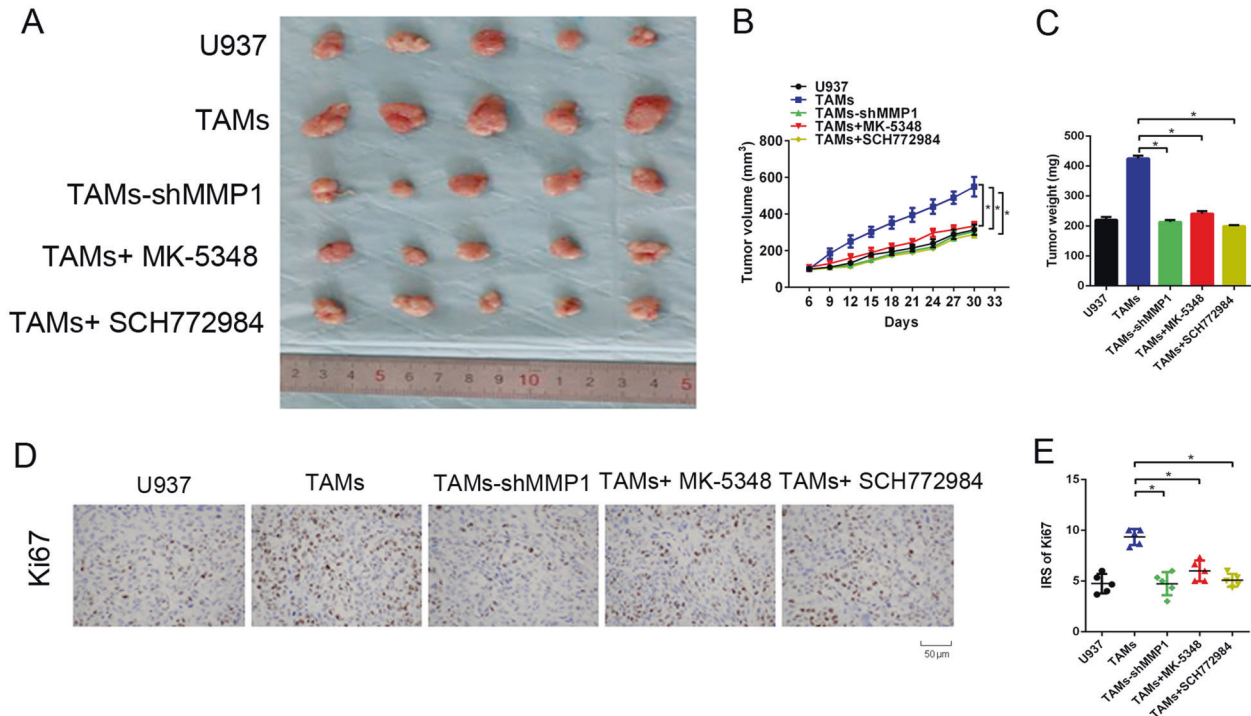 A
U937
TAMs
TAMs-shMMP1
TAMs+ MK-5348
TAMs+ SCH772984
2 3 4 5 6 7 8 9 10 1 2 3 4 5
B
U937
TAMs
TAMs-shMMP1
TAMs+MK-5348
TAMs+SCH772984
Tumor volume (mm³)
800
600
400
200
0
6 9 12 15 18 21 24 27 30 33
Days
* * *
C
Tumor weight (mg)
500
400
300
200
100
0
*
*
*
U937
TAMs
TAMs-shMMP1
TAMs+MK-5348
TAMs+SCH772984
D
U937 TAMs TAMs-shMMP1 TAMs+ MK-5348 TAMs+ SCH772984
Ki67
50 μm
E
IRS of Ki67
15
10
5
0
*
*
*
U937
TAMs
TAMs-shMMP1
TAMs+MK-5348
TAMs+SCH772984